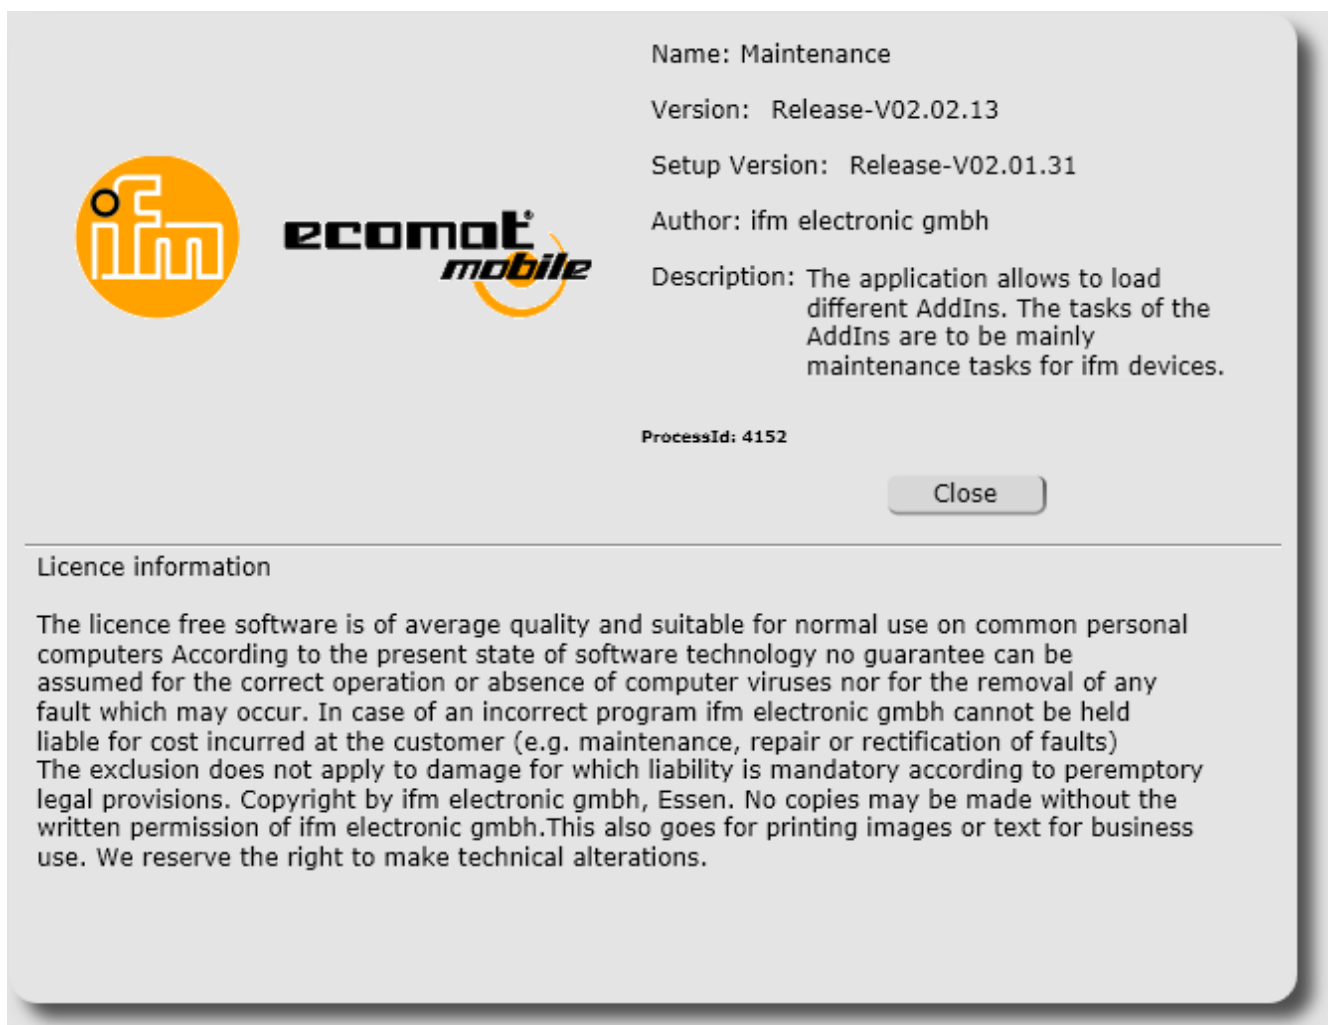 Name: Maintenance
Version: Release-V02.02.13
Setup Version: Release-V02.01.31
ifm
ecomat®
mobile
Author: ifm electronic gmbh
Description: The application allows to load
different AddIns. The tasks of the
AddIns are to be mainly
maintenance tasks for ifm devices.
ProcessId: 4152
Close
Licence information
The licence free software is of average quality and suitable for normal use on common personal
computers According to the present state of software technology no guarantee can be
assumed for the correct operation or absence of computer viruses nor for the removal of any
fault which may occur. In case of an incorrect program ifm electronic gmbh cannot be held
liable for cost incurred at the customer (e.g. maintenance, repair or rectification of faults)
The exclusion does not apply to damage for which liability is mandatory according to peremptory
legal provisions. Copyright by ifm electronic gmbh, Essen. No copies may be made without the
written permission of ifm electronic gmbh.This also goes for printing images or text for business
use. We reserve the right to make technical alterations.